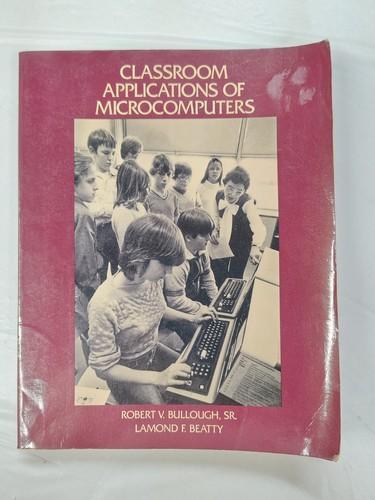 CLASSROOM
APPLICATIONS OF
MICROCOMPUTERS
ROBERT V. BULLOUGH, SR.
LAMOND F. BEATTY